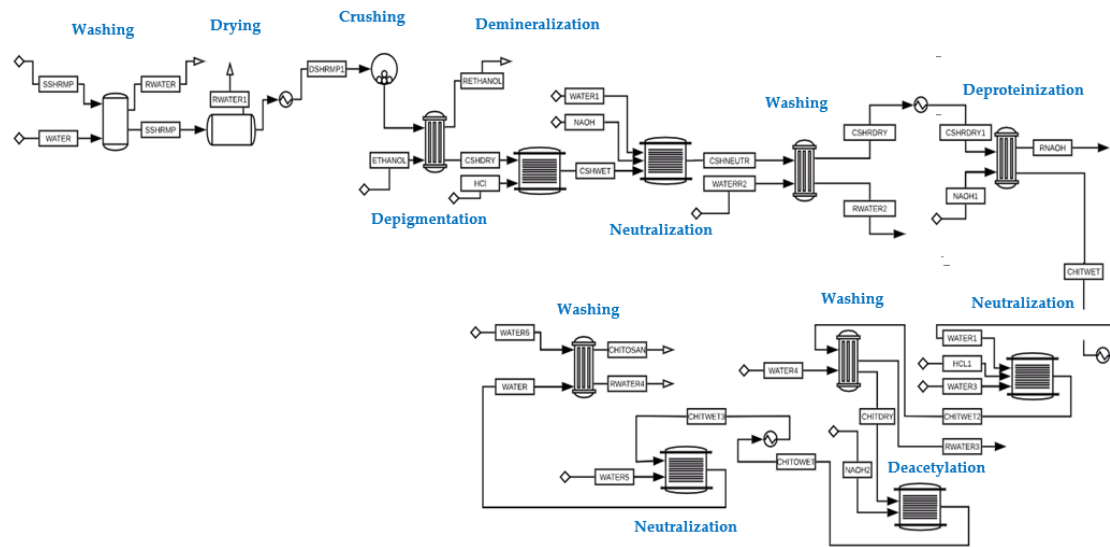 Washing
Drying
Crushing
Demineralization
SSHRMP
RWATER
RWATER1
DSHRMP1
RETHANOL
WATER
SSHRMP
WATER1
NAOH
ETHANOL
CSHDRY
HCl
CSHWET
Depigmentation
Neutralization
Washing
Deproteinization
CSHRDRY
CSHRDRY1
RNAOH
CSHNEUTR
WATERR2
RWATER2
NAOH1
CHITWET
Washing
Washing
Neutralization
WATER6
CHITOSAN
WATER
RWATER4
WATER4
WATER1
HCL1
WATER3
CHITWET3
CHITDRY
CHITWET2
RWATER3
CHITOWET
NAOH2
Deacetylation
WATER5
Neutralization